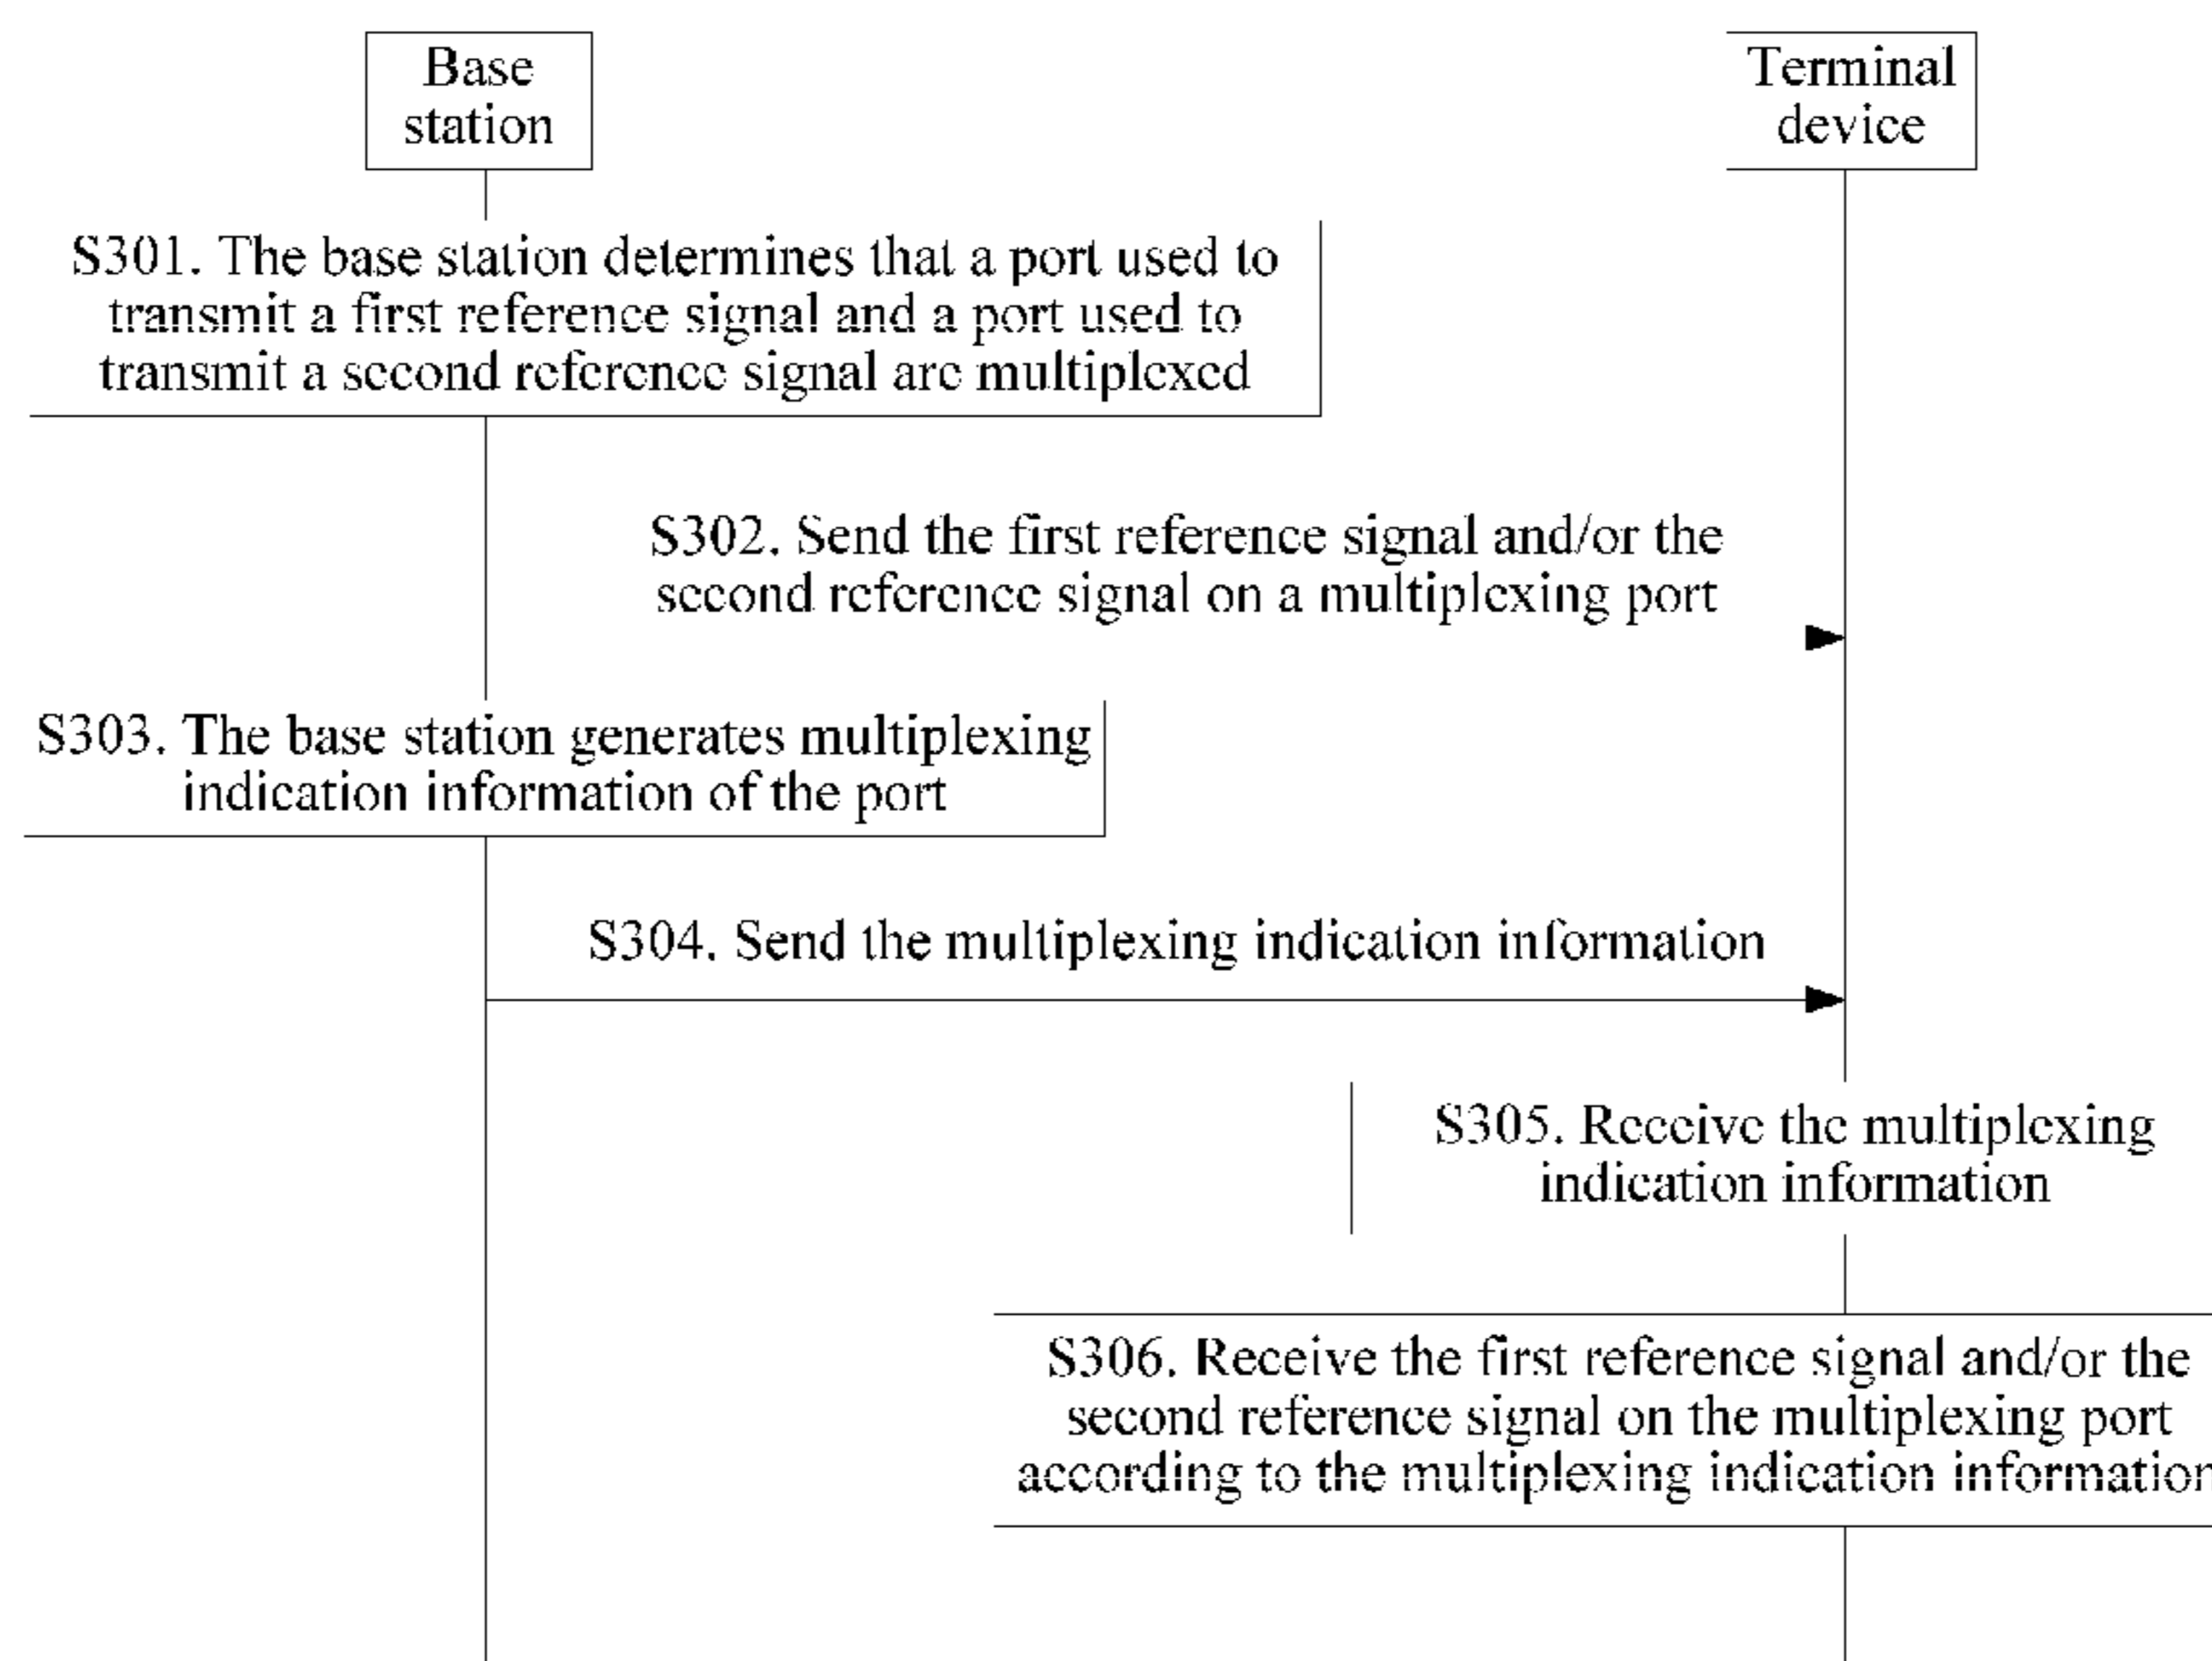 Base
station
Terminal
device
S301. The base station determines that a port used to
transmit a first reference signal and a port used to
transmit a second reference signal are multiplexed
S302. Send the first reference signal and/or the
second reference signal on a multiplexing port
S303. The base station generates multiplexing
indication information of the port
S304. Send the multiplexing indication information
S305. Receive the multiplexing
indication information
S306. Receive the first reference signal and/or the
second reference signal on the multiplexing port
according to the multiplexing indication information